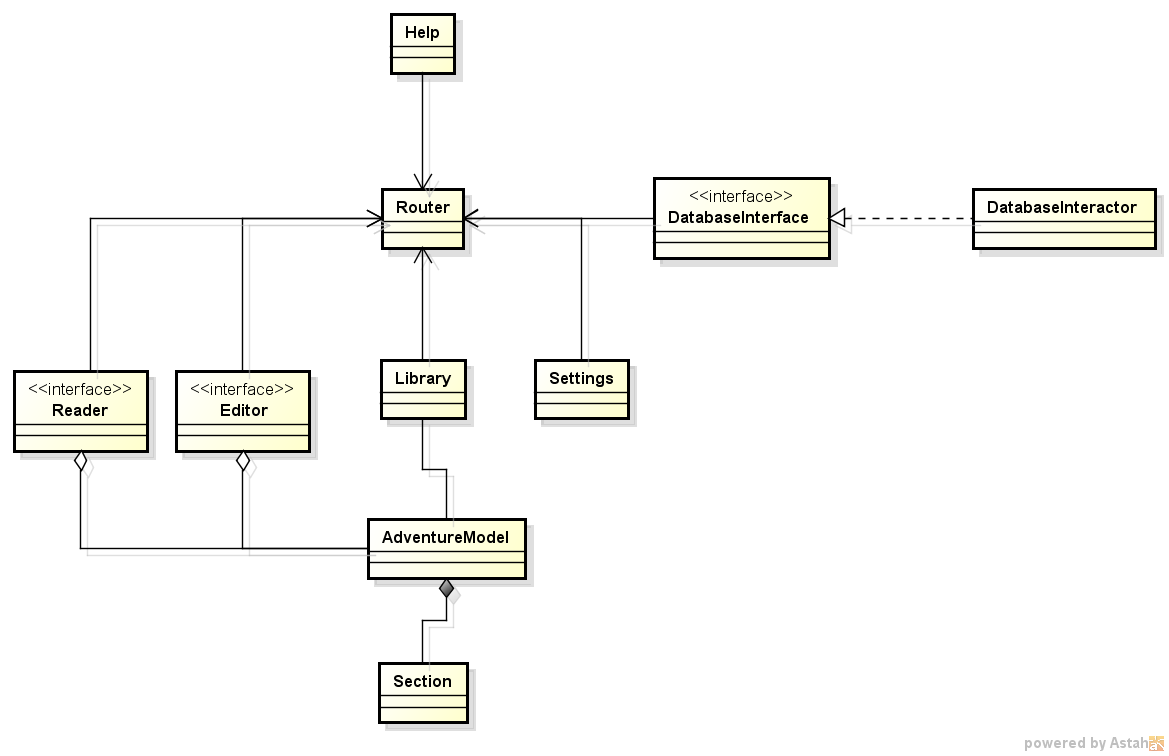 Help
Router
<<interface>>
DatabaseInterface
DatabaseInteractor
<<interface>>
Reader
<<interface>>
Editor
Library
Settings
AdventureModel
Section
powered by Astah